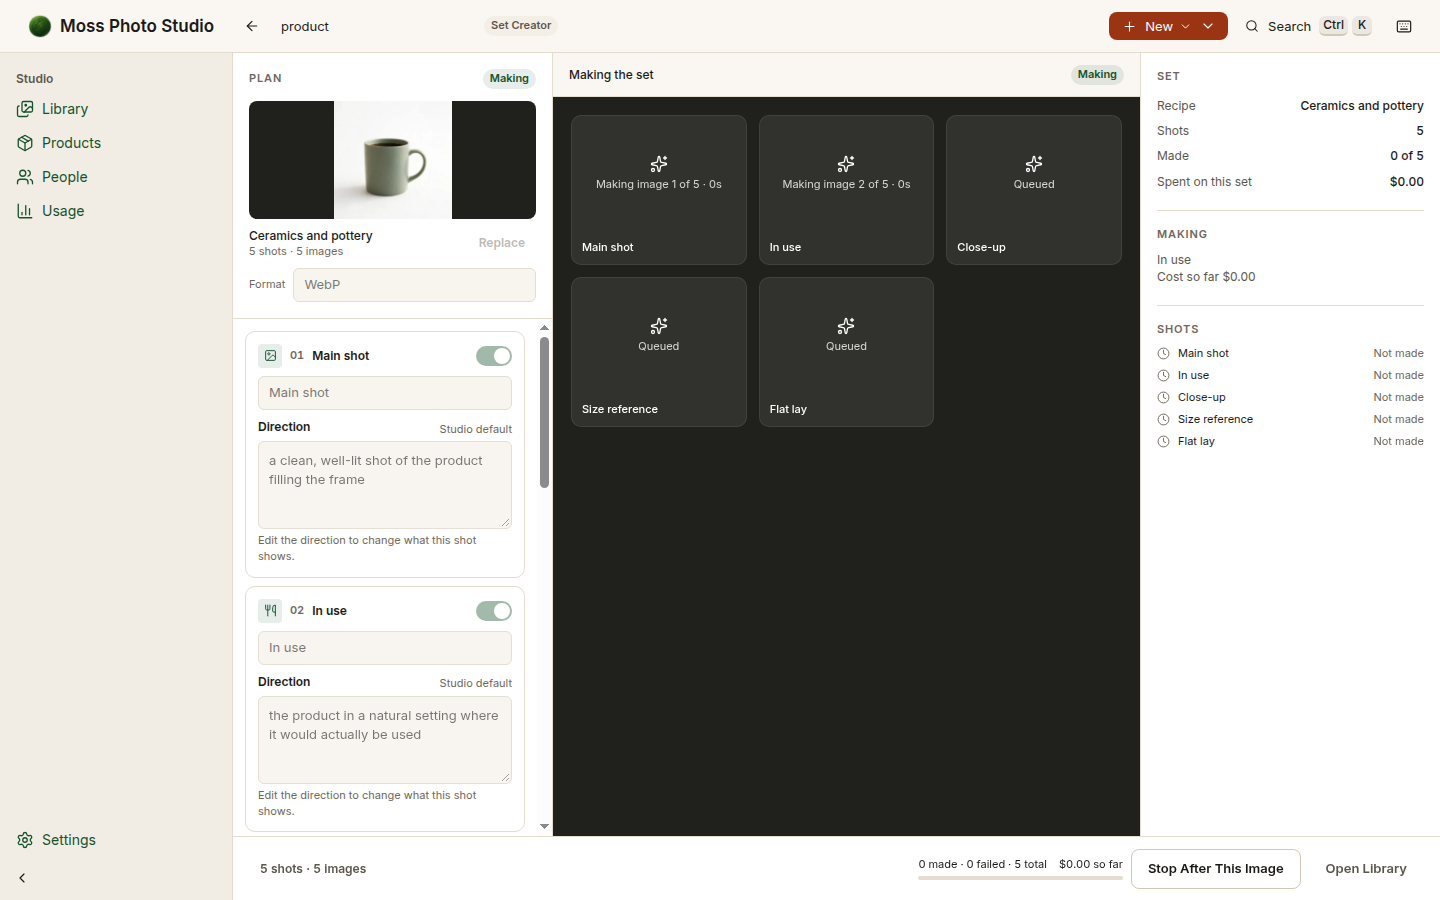 Moss Photo Studio
product
Set Creator
New
Search Ctrl K
Studio
Library
Products
People
Usage
Settings
PLAN
Making
Ceramics and pottery
5 shots · 5 images
Replace
Format
WebP
01 Main shot
Main shot
Direction
Studio default
a clean, well-lit shot of the product
filling the frame
Edit the direction to change what this shot
shows.
02 In use
In use
Direction
Studio default
the product in a natural setting where
it would actually be used
Edit the direction to change what this shot
shows.
Making the set
Making
Making image 1 of 5 · 0s
Main shot
Making image 2 of 5 · 0s
In use
Queued
Close-up
Queued
Size reference
Queued
Flat lay
SET
Recipe Ceramics and pottery
Shots 5
Made 0 of 5
Spent on this set $0.00
MAKING
In use
Cost so far $0.00
SHOTS
Main shot Not made
In use Not made
Close-up Not made
Size reference Not made
Flat lay Not made
5 shots · 5 images
0 made · 0 failed · 5 total $0.00 so far
Stop After This Image
Open Library